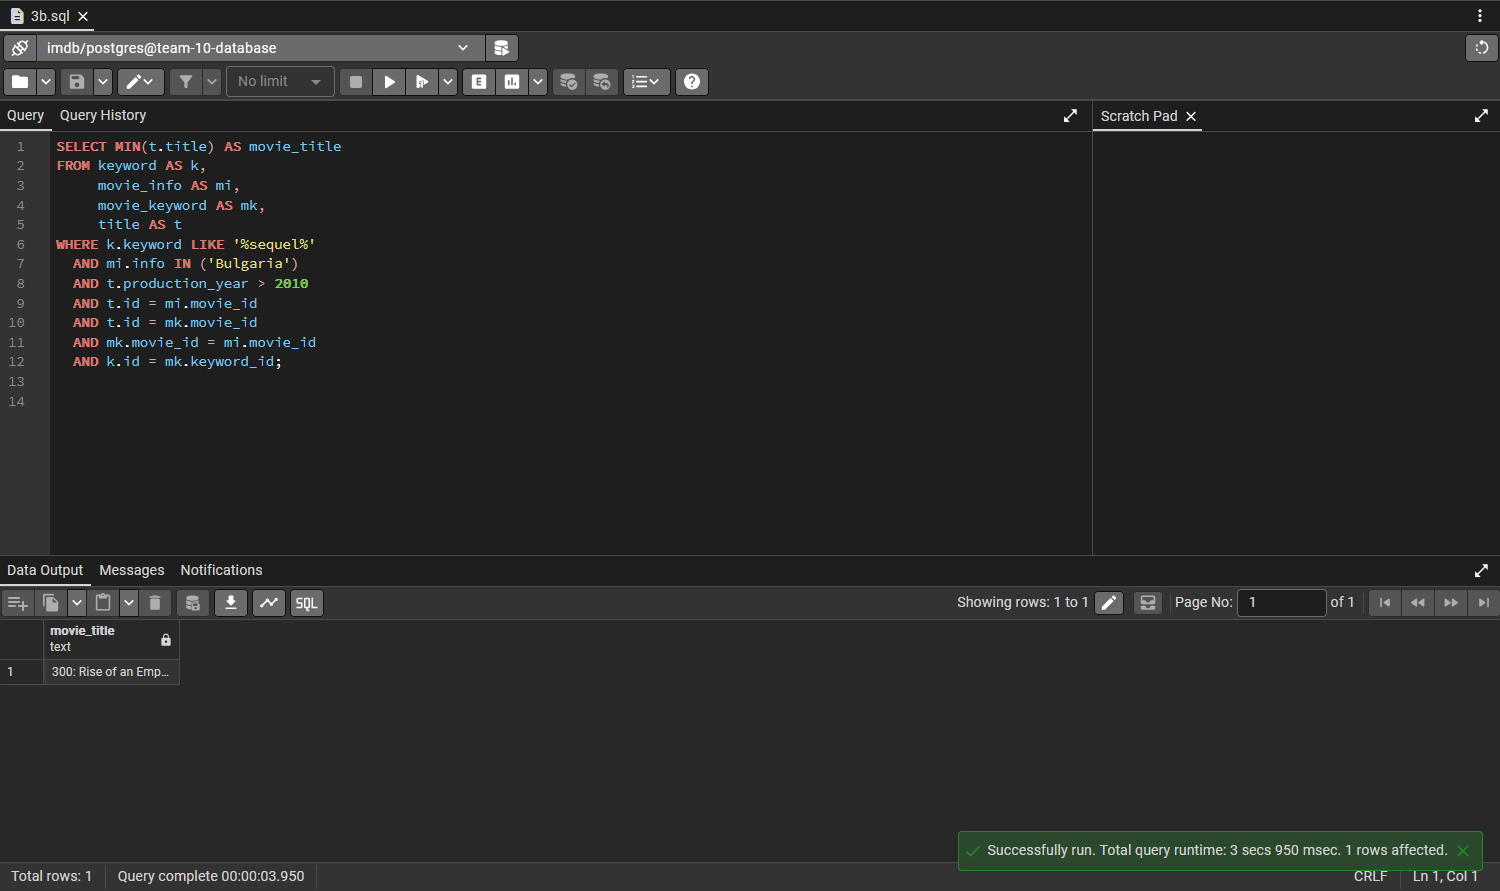 3b.sql
imdb/postgres@team-10-database
No limit
E
Query Query History
Scratch Pad
1 SELECT MIN(t.title) AS movie_title
2 FROM keyword AS k,
3 movie_info AS mi,
4 movie_keyword AS mk,
5 title AS t
6 WHERE k.keyword LIKE '%sequel%'
7 AND mi.info IN ('Bulgaria')
8 AND t.production_year > 2010
9 AND t.id = mi.movie_id
10 AND t.id = mk.movie_id
11 AND mk.movie_id = mi.movie_id
12 AND k.id = mk.keyword_id;
13
14
Data Output Messages Notifications
SQL
Showing rows: 1 to 1
Page No: 1 of 1
movie_title
text
1 300: Rise of an Emp...
Successfully run. Total query runtime: 3 secs 950 msec. 1 rows affected.
Total rows: 1 Query complete 00:00:03.950 CRLF Ln 1, Col 1